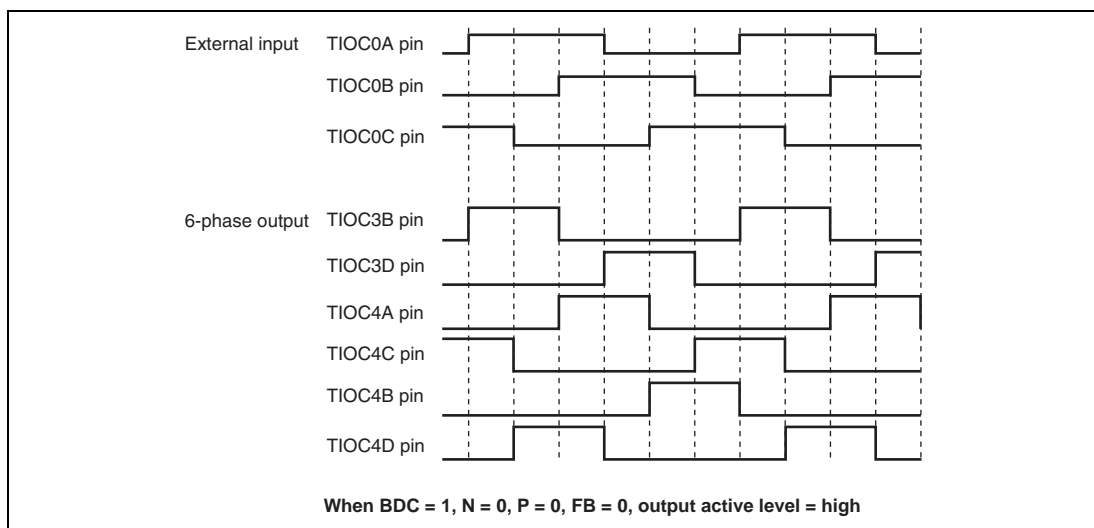 External input TIOC0A pin
TIOC0B pin
TIOC0C pin
6-phase output TIOC3B pin
TIOC3D pin
TIOC4A pin
TIOC4C pin
TIOC4B pin
TIOC4D pin
When BDC = 1, N = 0, P = 0, FB = 0, output active level = high